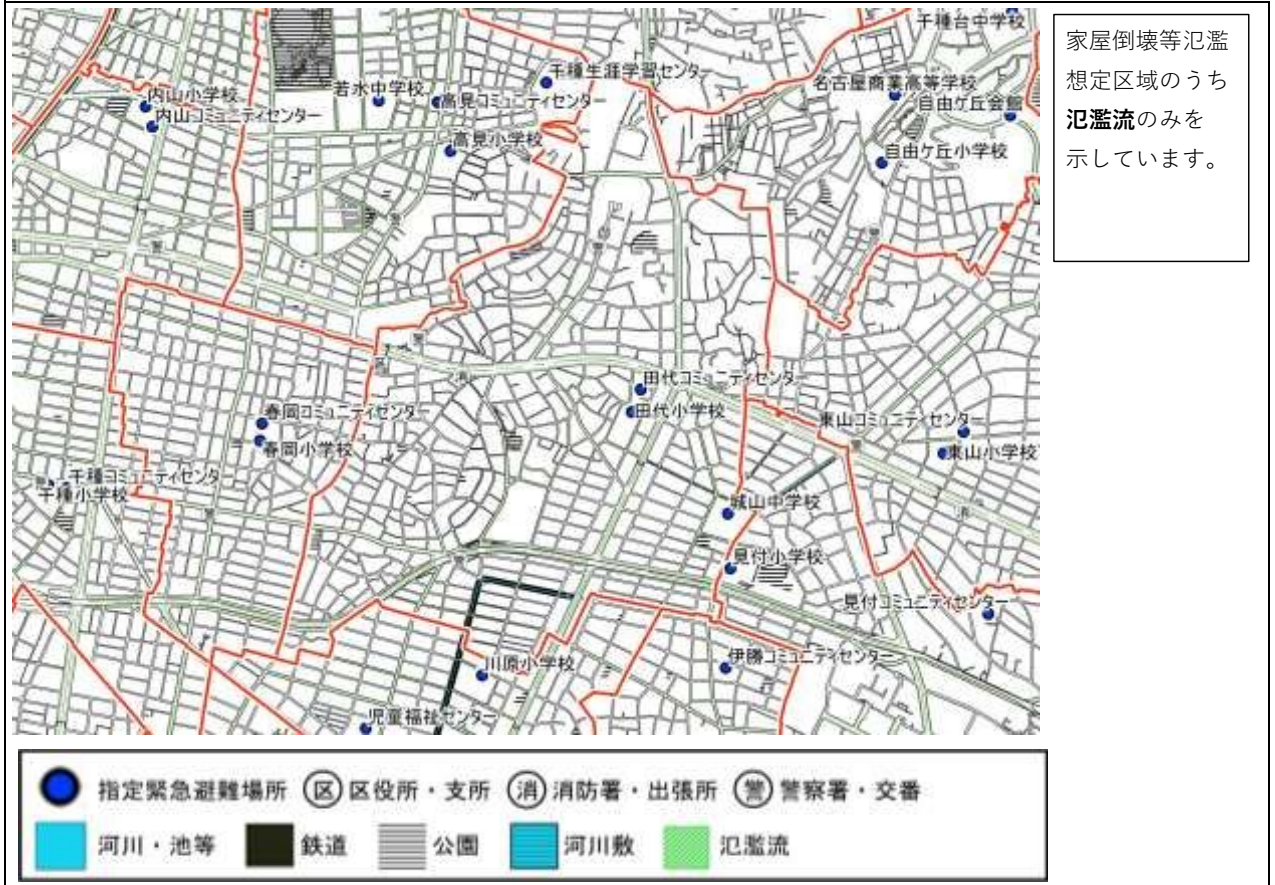 千種台中学校
千種生涯学習センター
若水中学校
高見コミュニティセンター
名古屋商業高等学校
自由ケ丘会館
内山小学校
内山コミュニティセンター
高見小学校
自由ケ丘小学校
田代コミュニティセンター
田代小学校
春岡コミュニティセンター
春岡小学校
東山コミュニティセンター
東山小学校
千種コミュニティセンタ
千種小学校
城山中学校
見付小学校
見付コミュニティセンター
川原小学校
伊勝コミュニティセンター
児童福祉センター
家屋倒壊等氾濫
想定区域のうち
氾濫流のみを
示しています。
指定緊急避難場所 区 区役所・支所 消 消防署・出張所 警 警察署・交番
河川・池等 鉄道 公園 河川敷 氾濫流